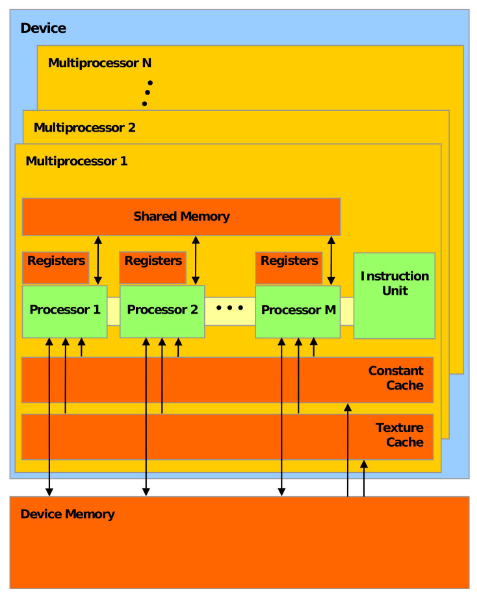 Device
Multiprocessor N
Multiprocessor 2
Multiprocessor 1
Shared Memory
Registers Registers Registers
Instruction
Unit
Processor 1 Processor 2 Processor M
Constant
Cache
Texture
Cache
Device Memory